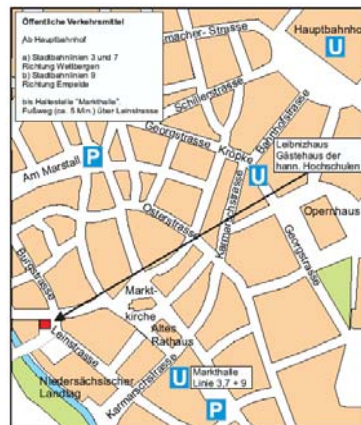 Öffentliche Verkehrsmittel
Ab Hauptbahnhof
a) Stadtbahnlinien 3 und 7
Richtung Wettbergen
b) Stadtbahnlinien 9
Richtung Empelde
bis Haltestelle "Markthalle".
Fußweg (ca. 5 Min.) über Leinstrasse
macher- Strasse
Hauptbahnhof
U
Schillerstrasse
Georgstrasse
Kröpke
Bahnhofstrasse
P
Am Marstall
Leibnizhaus
Gästehaus der
hann. Hochschulen
U
Karmarschstrasse
Osterstrasse
Opernhaus
Georgstrasse
Burgstrasse
Markt-
kirche
Altes
Rathaus
Leinstrasse
U
Markthalle
Linie 3,7 + 9
Niedersächsischer
Landtag
Karmarschstrasse
P